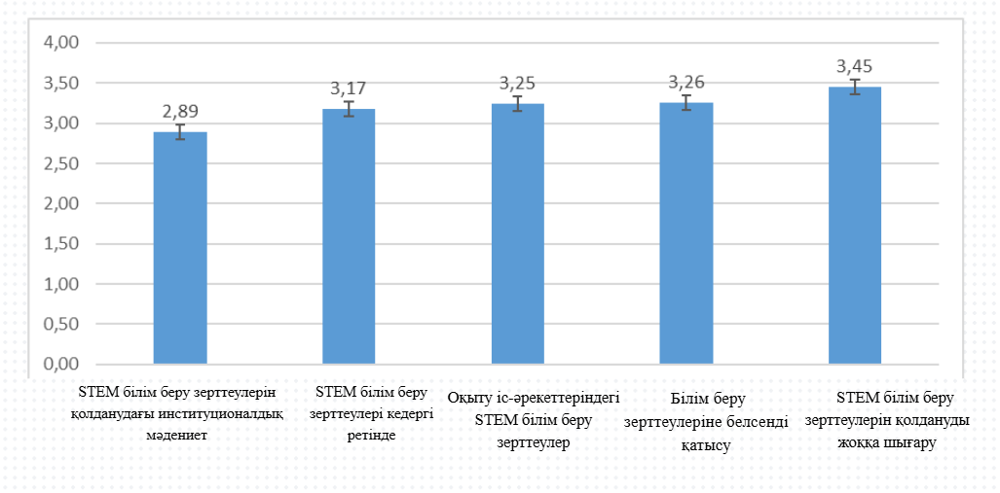 4,00
3,50
3,00
2,50
2,00
1,50
1,00
0,50
0,00
2,89
3,17
3,25
3,26
3,45
STEM білім беру зерттеулерін
қолданудағы институционалдық
мәдениет
STEM білім беру
зерттеулері кедергі
ретінде
Оқыту іс-әрекеттеріндегі
STEM білім беру
зерттеулер
Білім беру
зерттеулеріне белсенді
қатысу
STEM білім беру
зерттеулерін қолдануды
жоққа шығару